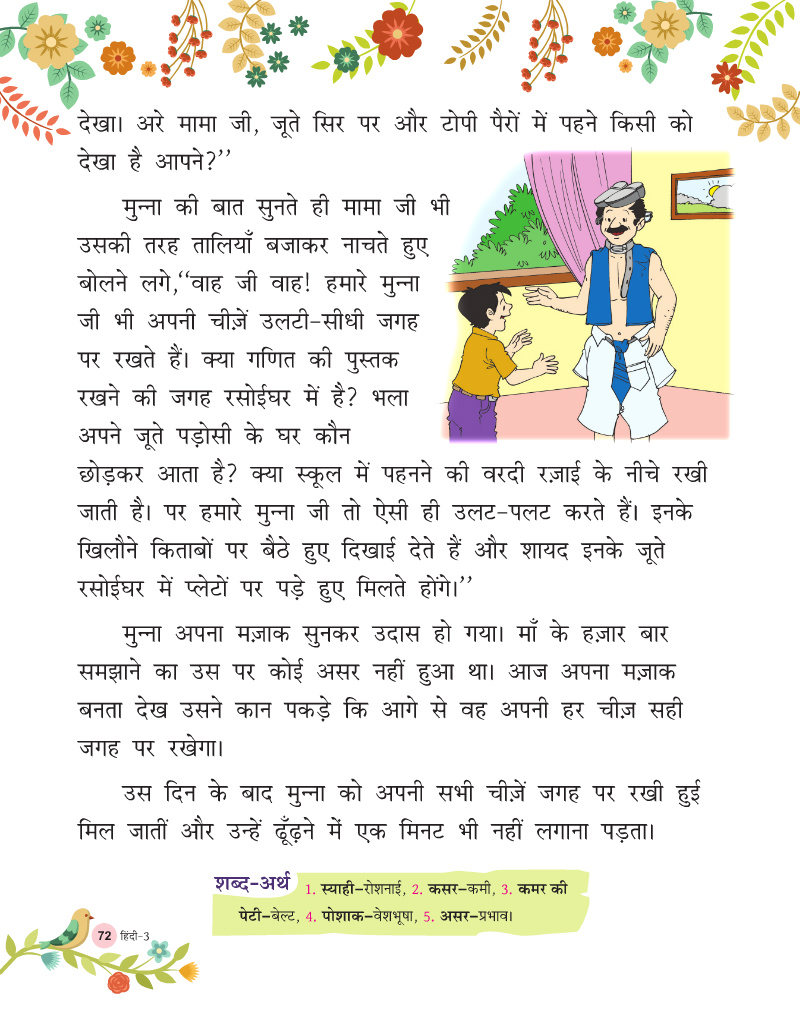 देखा। अरे मामा जी, जूते सिर पर और टोपी पैरों में पहने किसी को
देखा है आपने?’’
मुन्ना की बात सुनते ही मामा जी भी
उसकी तरह तालियाँ बजाकर नाचते हुए
बोलने लगे,‘‘वाह जी वाह! हमारे मुन्ना
जी भी अपनी चीज़ें उलटी–सीधी जगह
पर रखते हैं। क्या गणित की पुस्तक
रखने की जगह रसोईघर में है? भला
अपने जूते पड़ोसी के घर कौन
छोड़कर आता है? क्या स्कूल में पहनने की वरदी रज़ाई के नीचे रखी
जाती है। पर हमारे मुन्ना जी तो ऐसी ही उलट–पलट करते हैं। इनके
खिलौने किताबों पर बैठे हुए दिखाई देते हैं और शायद इनके जूते
रसोईघर में प्लेटों पर पड़े हुए मिलते होंगे।’’
मुन्ना अपना मज़ाक सुनकर उदास हो गया। माँ के हज़ार बार
समझाने का उस पर कोई असर नहीं हुआ था। आज अपना मज़ाक
बनता देख उसने कान पकड़े कि आगे से वह अपनी हर चीज़ सही
जगह पर रखेगा।
उस दिन के बाद मुन्ना को अपनी सभी चीज़ें जगह पर रखी हुई
मिल जातीं और उन्हें ढूँढ़ने में एक मिनट भी नहीं लगाना पड़ता।
शब्द-अर्थ 1. स्याही–रोशनाई, 2. कसर–कमी, 3. कमर की
पेटी–बेल्ट, 4. पोशाक–वेशभूषा, 5. असर–प्रभाव।
72 हिंदी-3